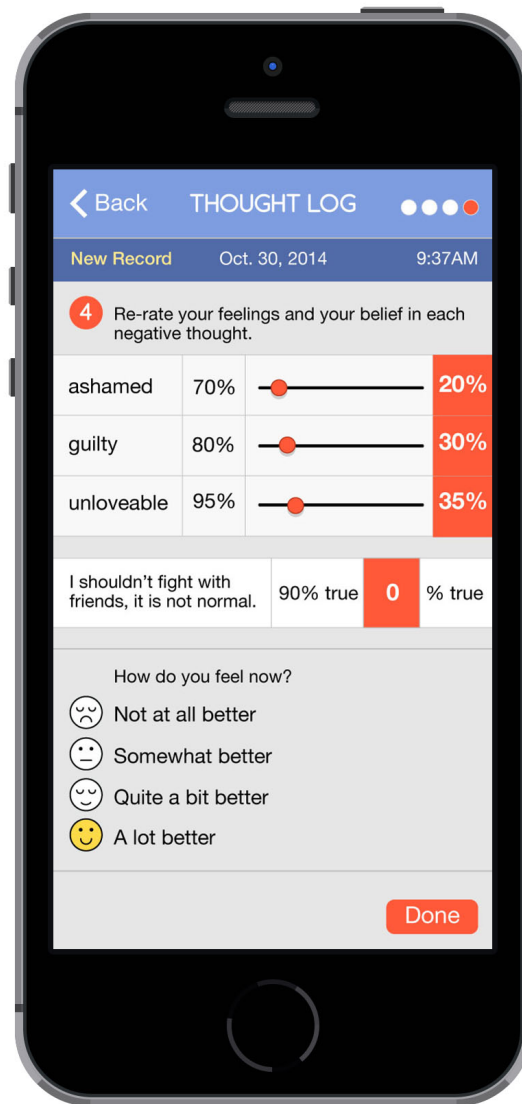 Back THOUGHT LOG
New Record Oct. 30, 2014 9:37AM
4 Re-rate your feelings and your belief in each
negative thought.
ashamed 70% 20%
guilty 80% 30%
unloveable 95% 35%
I shouldn't fight with
friends, it is not normal. 90% true 0 % true
How do you feel now?
Not at all better
Somewhat better
Quite a bit better
A lot better
Done